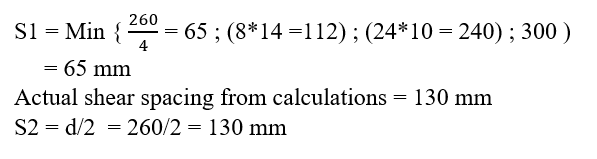 S1 = Min { 260/4 = 65 ; (8*14 =112) ; (24*10 = 240) ; 300 )
= 65 mm
Actual shear spacing from calculations = 130 mm
S2 = d/2 = 260/2 = 130 mm